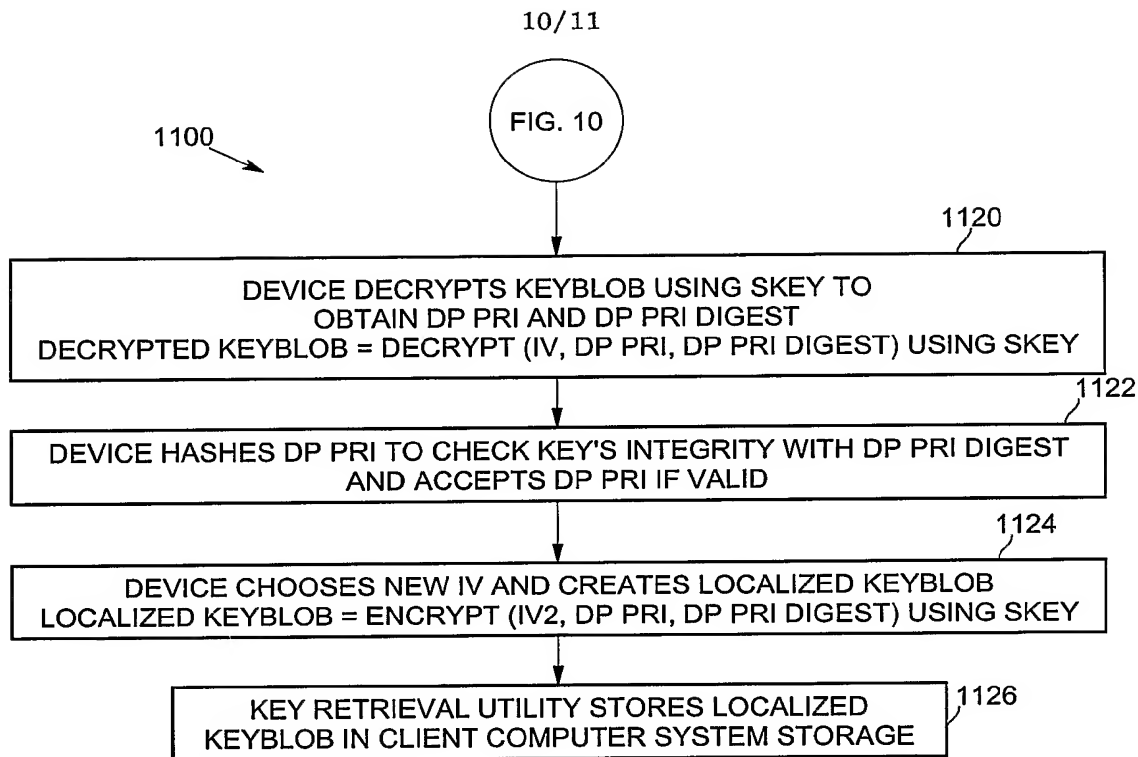 10/11
FIG. 10
1100
1120
DEVICE DECRYPTS KEYBLOB USING SKEY TO
OBTAIN DP PRI AND DP PRI DIGEST
DECRYPTED KEYBLOB = DECRYPT (IV, DP PRI, DP PRI DIGEST) USING SKEY
1122
DEVICE HASHES DP PRI TO CHECK KEY'S INTEGRITY WITH DP PRI DIGEST
AND ACCEPTS DP PRI IF VALID
1124
DEVICE CHOOSES NEW IV AND CREATES LOCALIZED KEYBLOB
LOCALIZED KEYBLOB = ENCRYPT (IV2, DP PRI, DP PRI DIGEST) USING SKEY
1126
KEY RETRIEVAL UTILITY STORES LOCALIZED
KEYBLOB IN CLIENT COMPUTER SYSTEM STORAGE